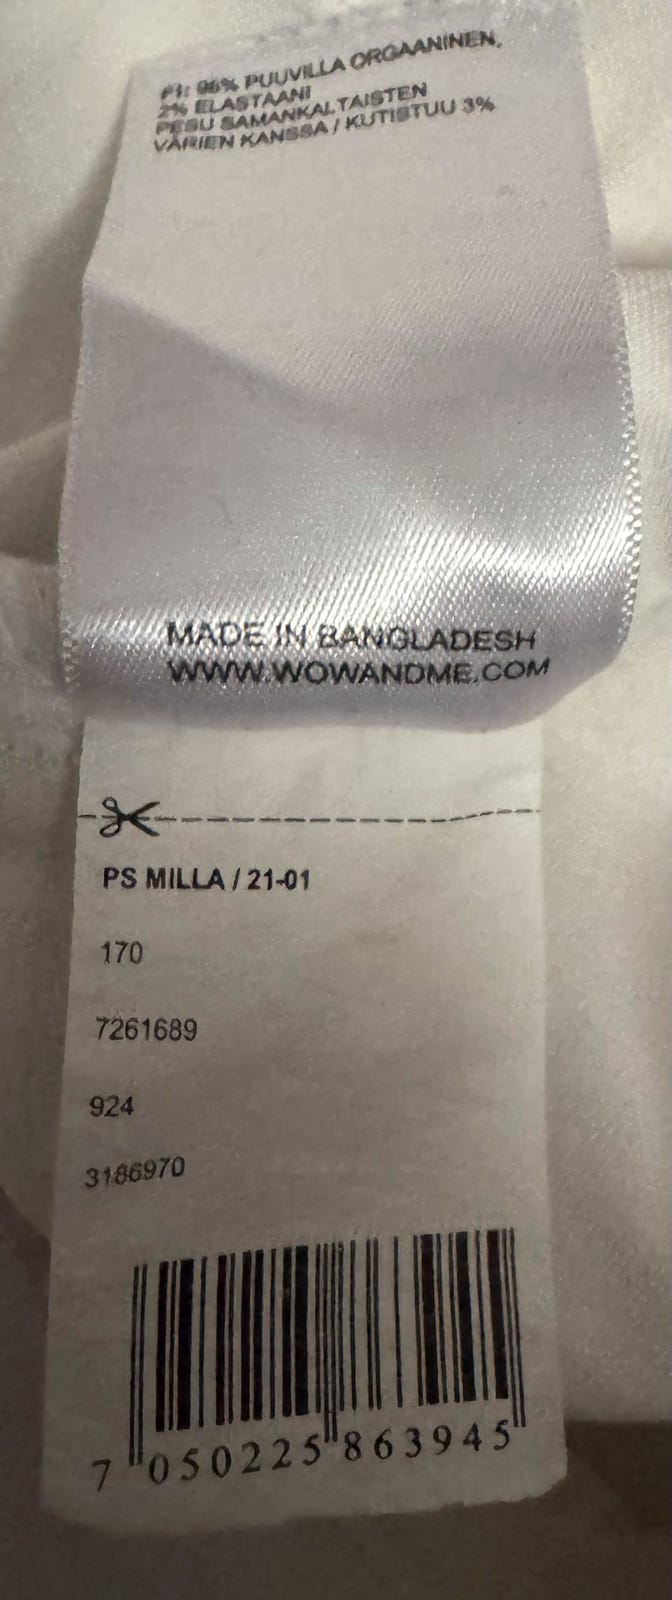 FI: 98% PUUVILLA ORGAANINEN,
2% ELASTAANI
PESU SAMANKALTAISTEN
VÄRIEN KANSSA / KUTISTUU 3%
MADE IN BANGLADESH
WWW.WOWANDME.COM
PS MILLA / 21-01
170
7261689
924
3186970
7 050225 863945